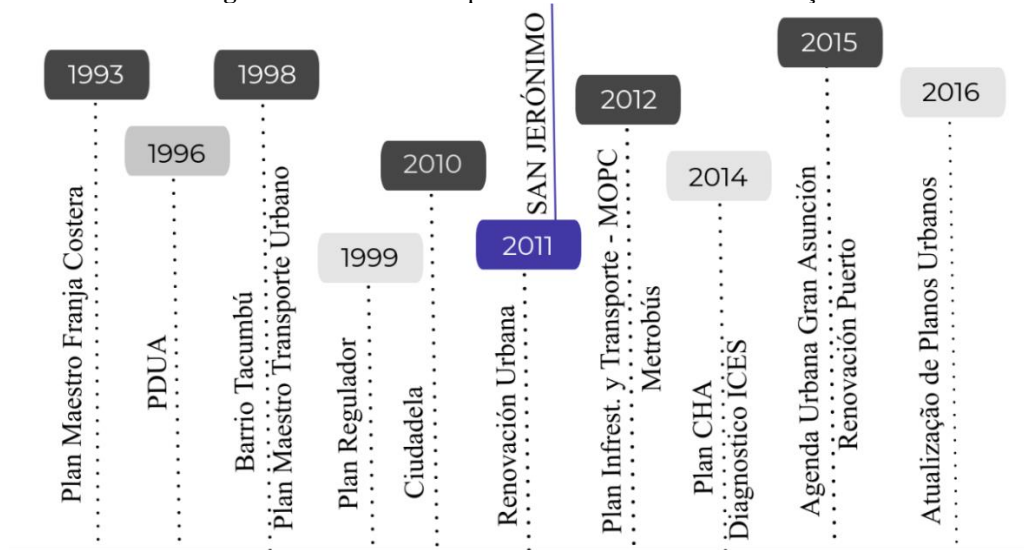 1993
Plan Maestro Franja Costera
1996
PDUA
1998
Barrio Tacumbú
Plan Maestro Transporte Urbano
1999
Plan Regulador
2010
Ciudadela
2011
Renovación Urbana
SAN JERÓNIMO
2012
Plan Infrest. y Transporte - MOPC
Metrobús
2014
Plan CHA
Diagnostico ICES
2015
Agenda Urbana Gran Asunción
Renovación Puerto
2016
Atualização de Planos Urbanos